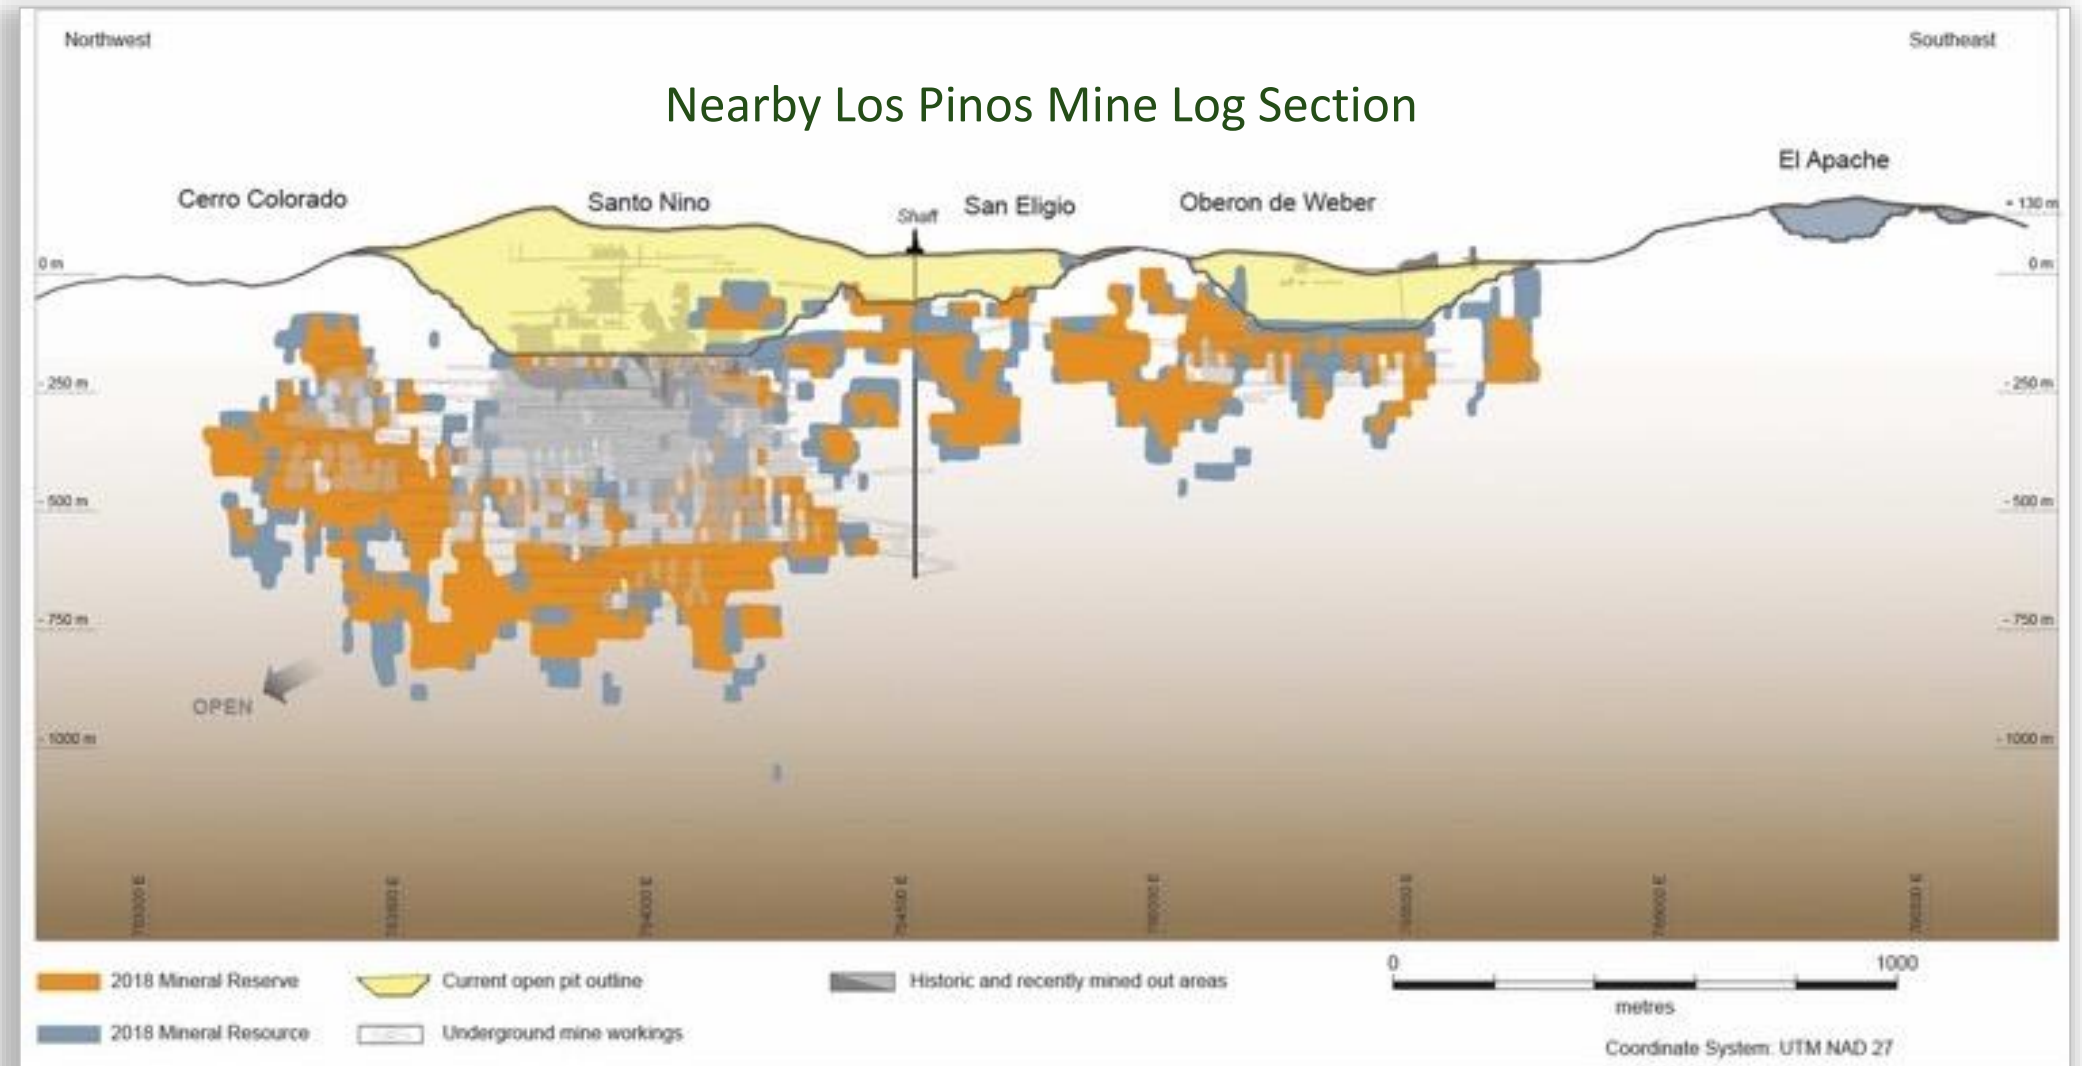 Northwest
Southeast
Nearby Los Pinos Mine Log Section
El Apache
Cerro Colorado
Santo Nino
San Eligio
Oberon de Weber
Shaft
+ 130 m
0 m
0 m
- 250 m
- 250 m
- 500 m
- 500 m
- 750 m
- 750 m
OPEN
- 1000 m
- 1000 m
0
1000
2018 Mineral Reserve
Current open pit outline
Historic and recently mined out areas
metres
2018 Mineral Resource
Underground mine workings
Coordinate System: UTM NAD 27